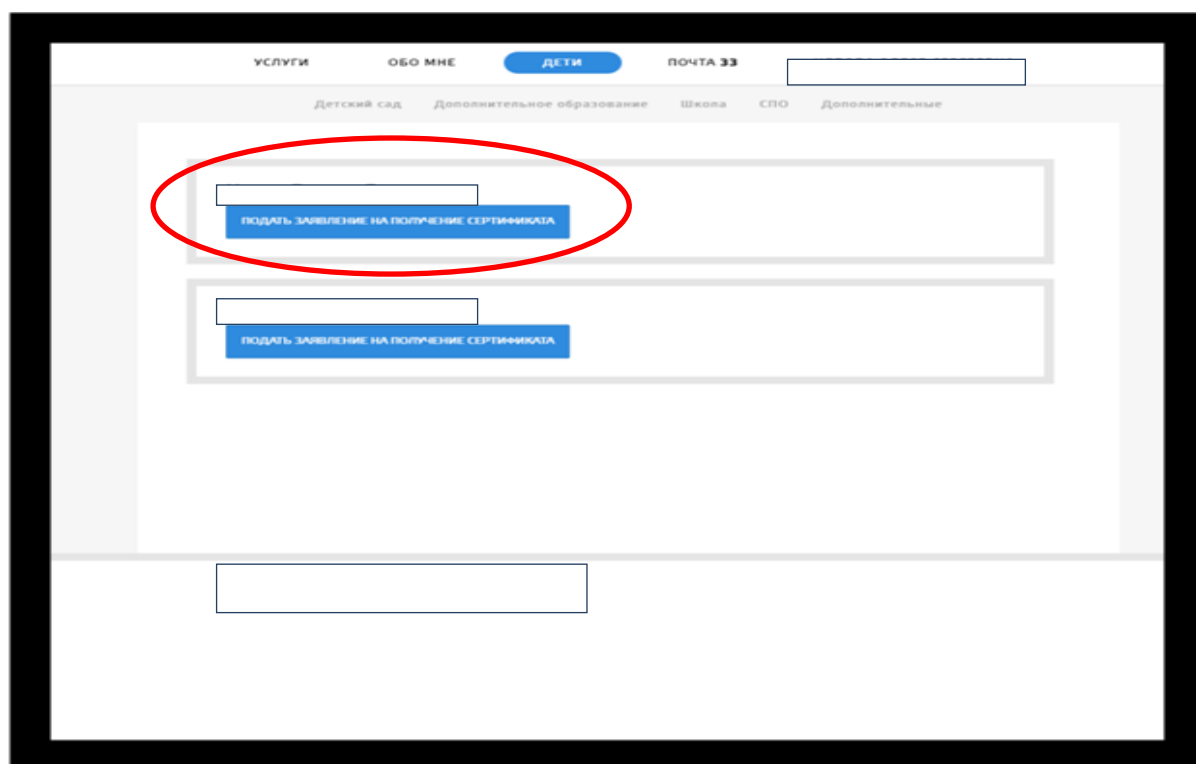 УСЛУГИ ОБО МНЕ ДЕТИ ПОЧТА 33
Детский сад Дополнительное образование Школа СПО Дополнительные
ПОДАТЬ ЗАЯВЛЕНИЕ НА ПОЛУЧЕНИЕ СЕРТИФИКАТА
ПОДАТЬ ЗАЯВЛЕНИЕ НА ПОЛУЧЕНИЕ СЕРТИФИКАТА